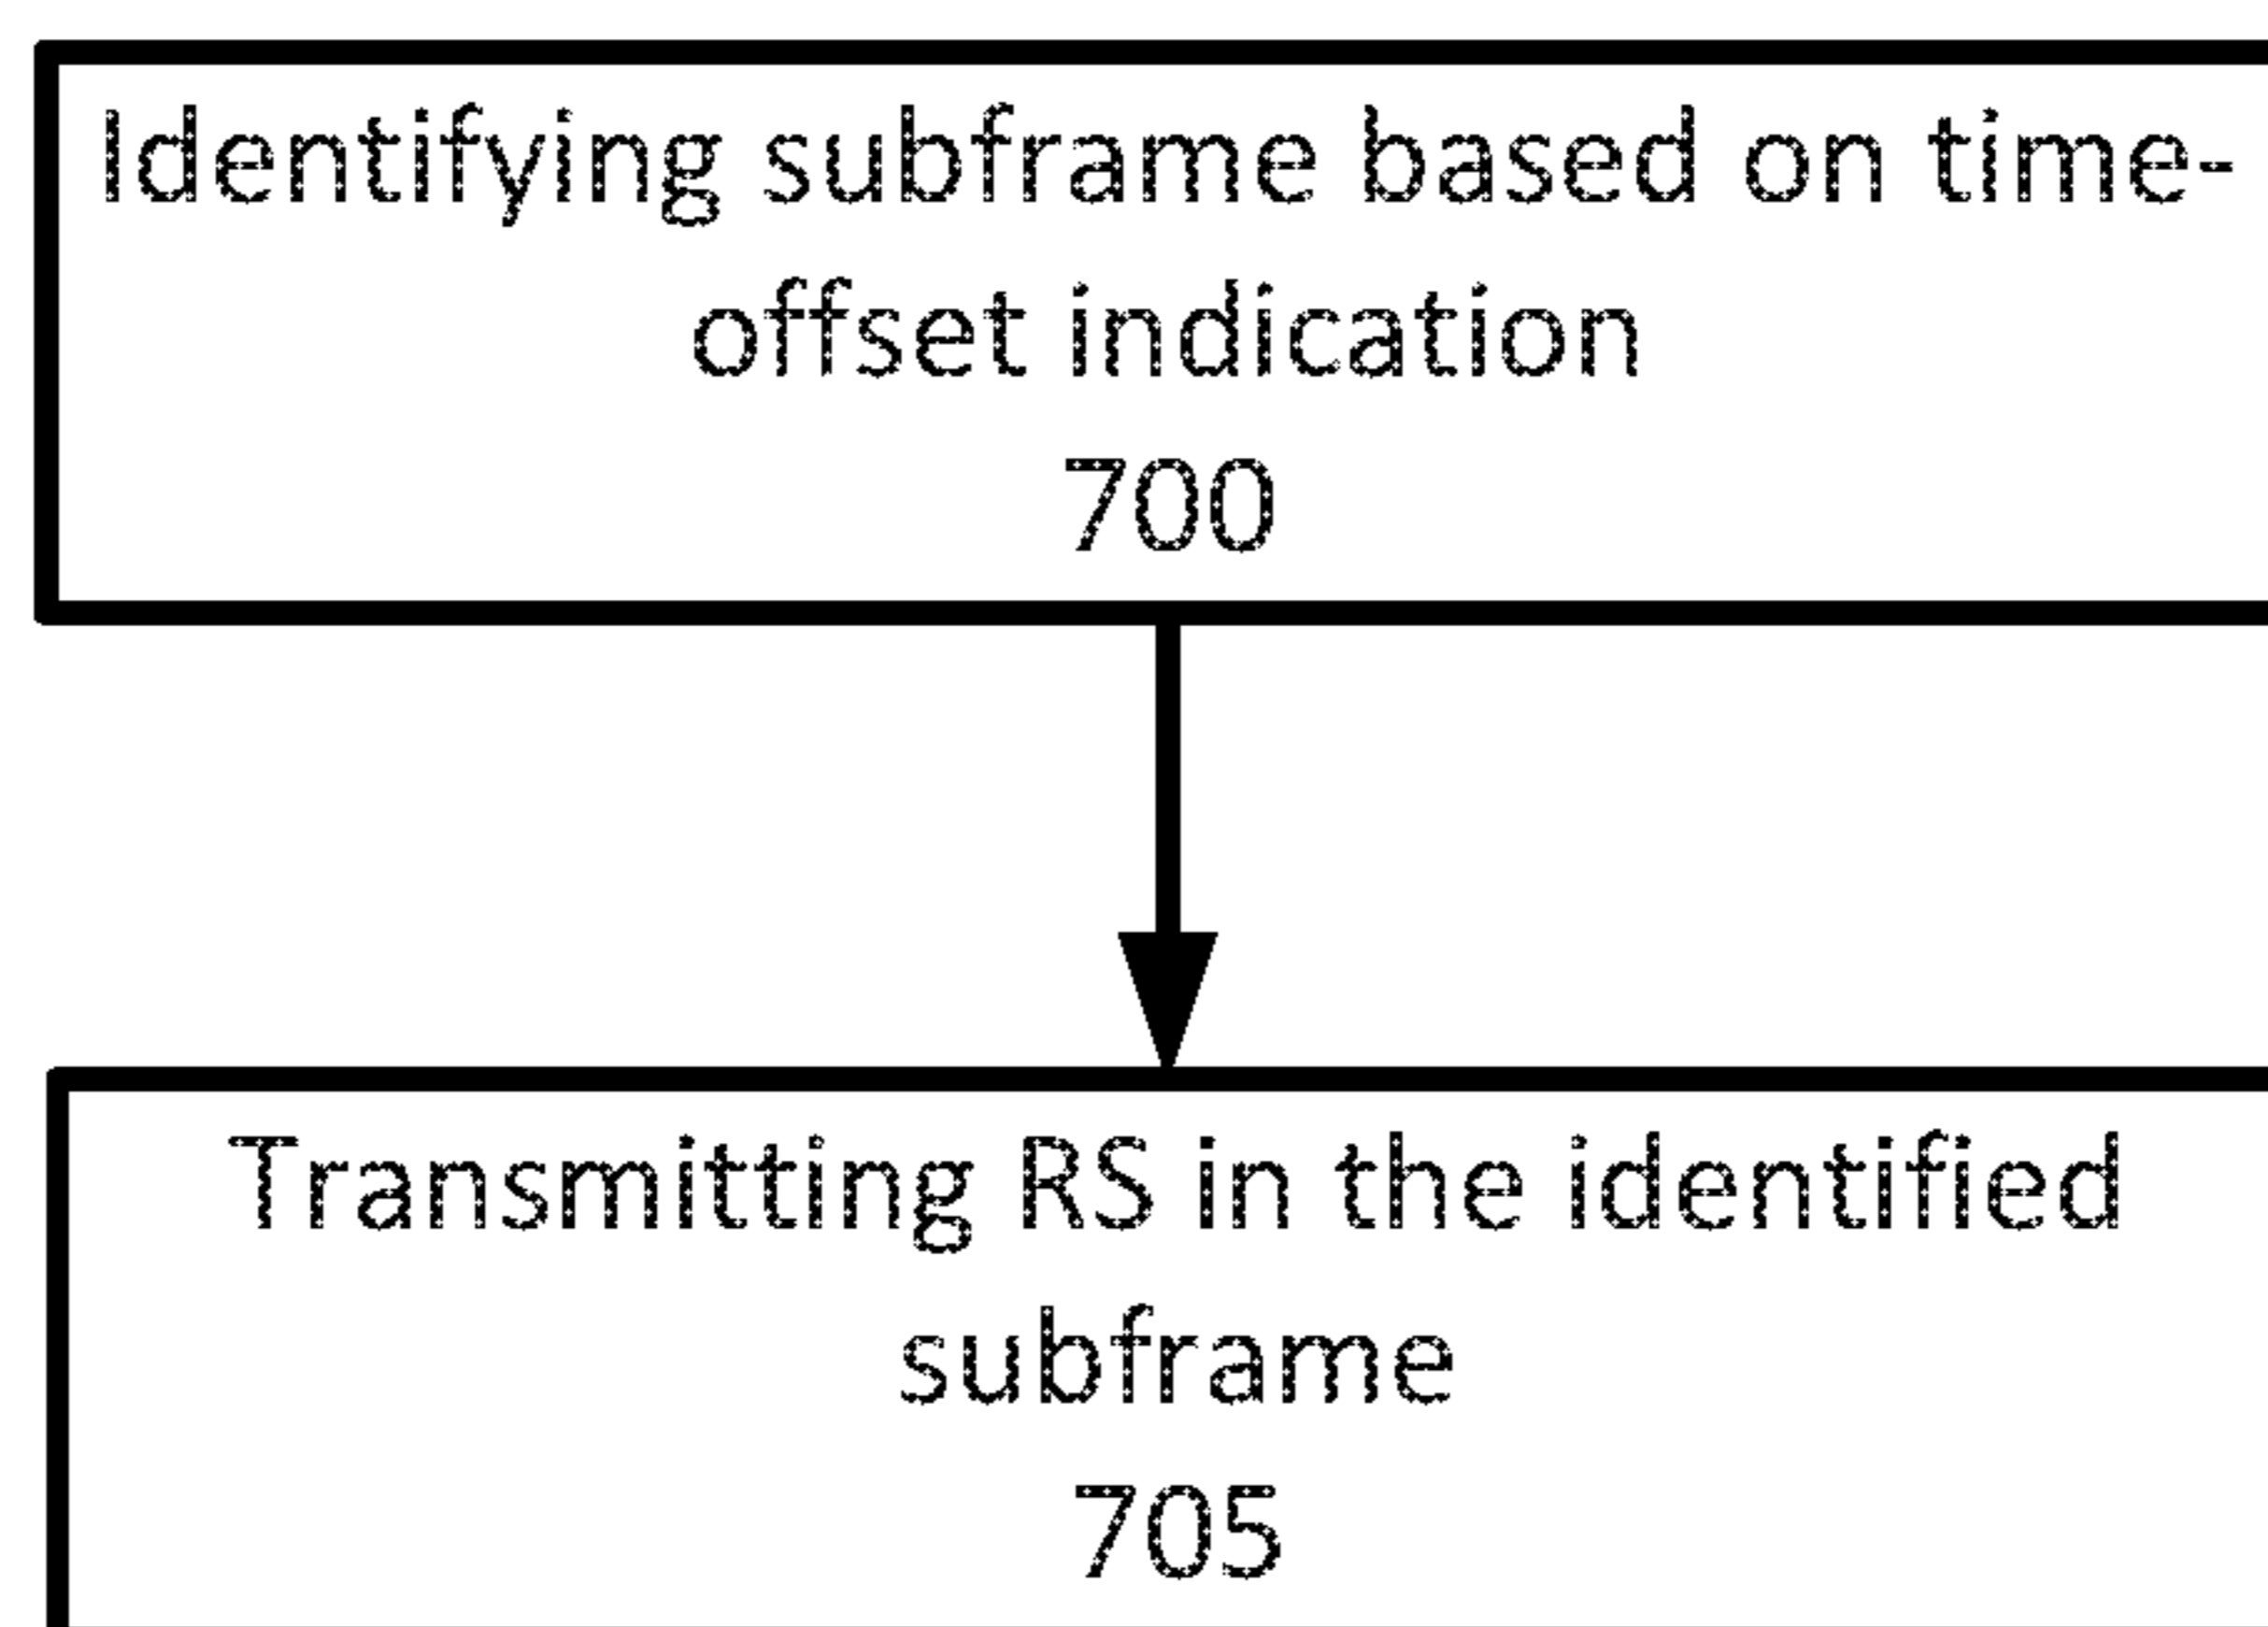 Identifying subframe based on time-
offset indication
700
Transmitting RS in the identified
subframe
705